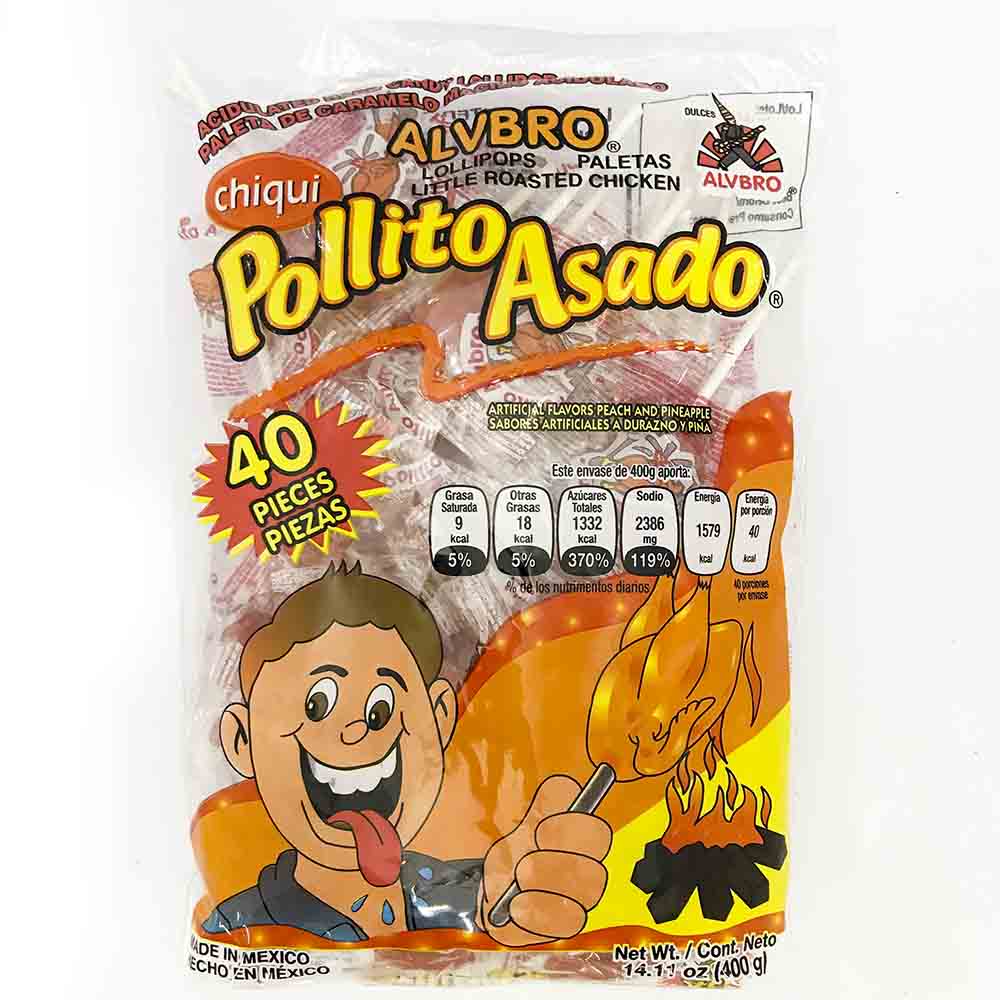 ACIDULATED HARD CANDY LOLLIPOP
PALETA DE CARAMELO MACIZO ACIDULADO
ALVBRO®
LOLLIPOPS PALETAS
LITTLE ROASTED CHICKEN
DULCES
ALVBRO®
chiqui
Pollito Asado®
40
PIECES
PIEZAS
ARTIFICIAL FLAVORS PEACH AND PINEAPPLE
SABORES ARTIFICIALES A DURAZNO Y PIÑA
Este envase de 400g aporta:
Grasa Saturada 9 kcal 5%
Otras Grasas 18 kcal 5%
Azúcares Totales 1332 kcal 370%
Sodio 2386 mg 119%
Energía 1579 kcal
Energía por porción 40 kcal
% de los nutrimentos diarios
40 porciones
por envase
MADE IN MEXICO
HECHO EN MÉXICO
Net Wt. / Cont. Neto
14.11 oz (400 g)